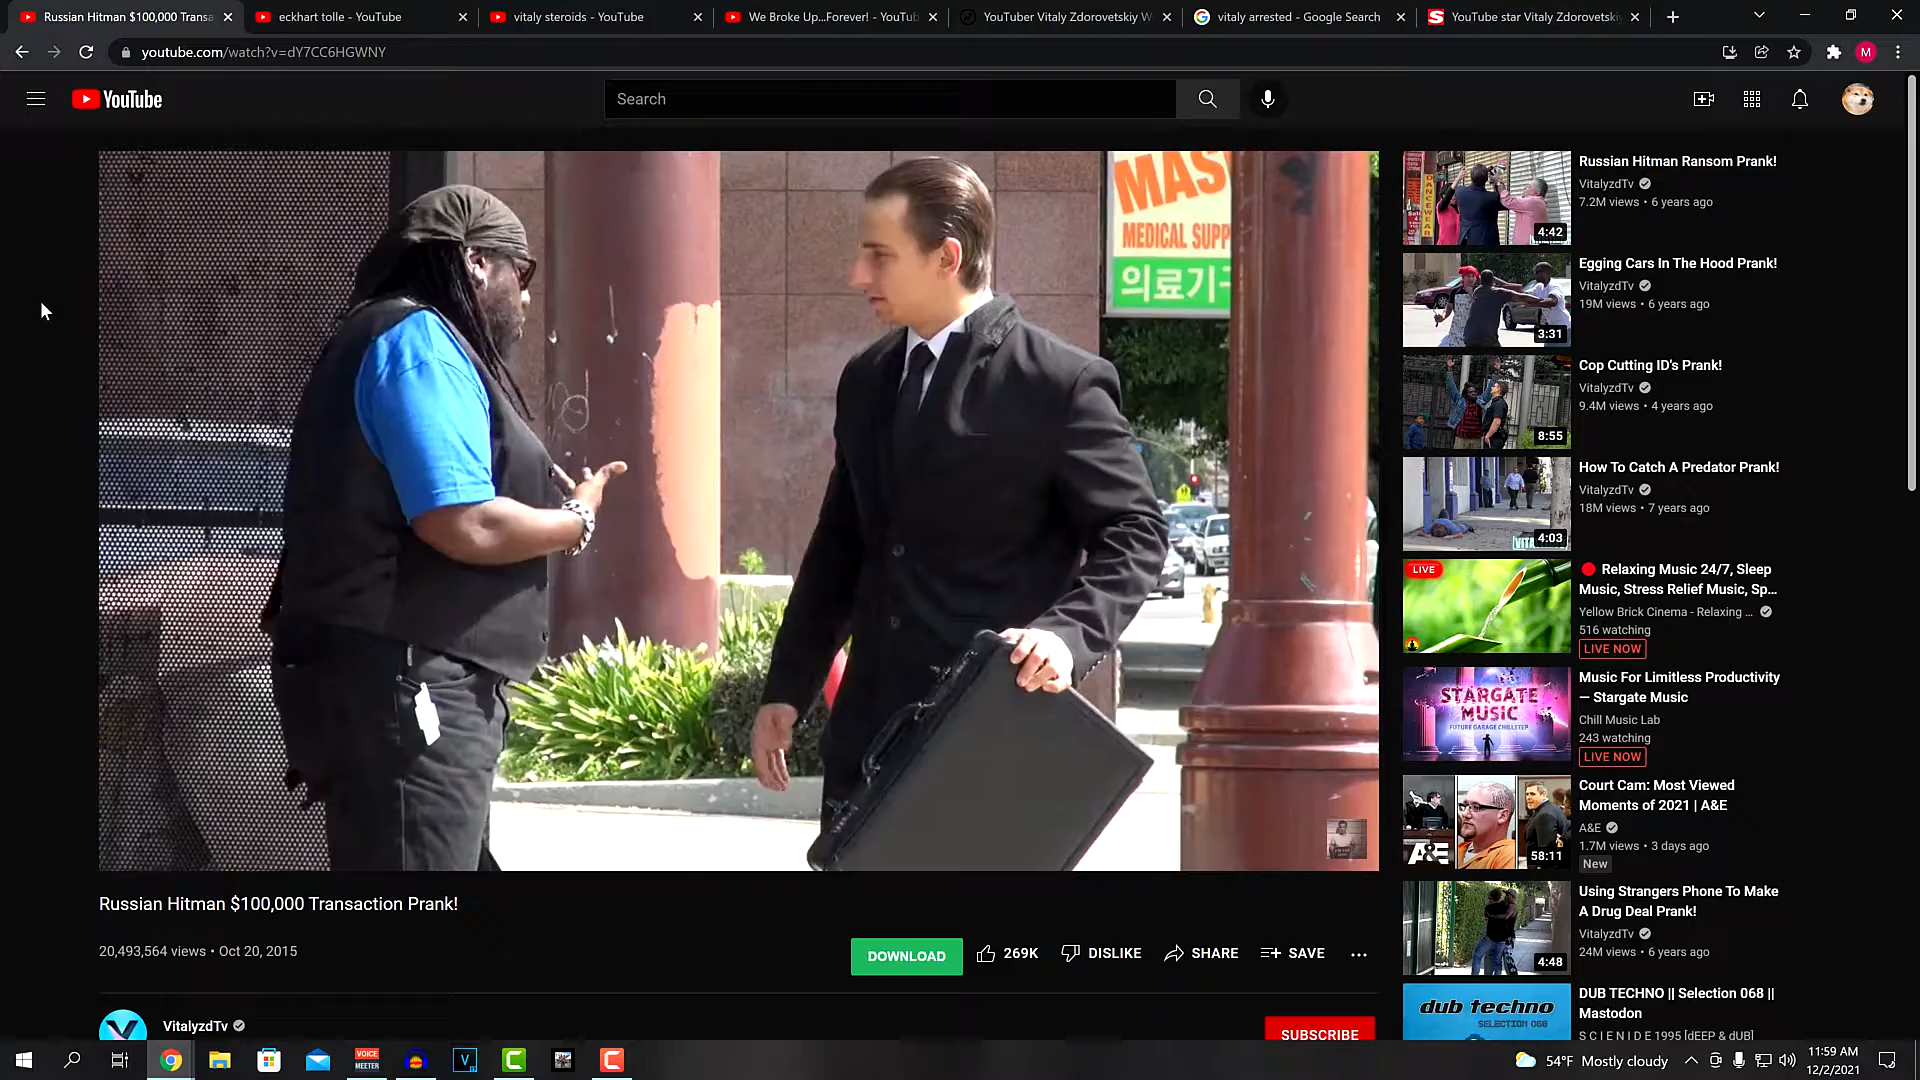 Russian Hitman $100,000 Transa
eckhart tolle - YouTube
vitaly steroids - YouTube
We Broke Up...Forever! - YouTub
YouTuber Vitaly Zdorovetskiy W
vitaly arrested - Google Search
YouTube star Vitaly Zdorovetski
youtube.com/watch?v=dY7CC6HGWNY
M
YouTube
Search
MAS
MEDICAL SUPP
의료기
Russian Hitman $100,000 Transaction Prank!
20,493,564 views • Oct 20, 2015
DOWNLOAD
269K
DISLIKE
SHARE
SAVE
VitalyzdTv
SUBSCRIBE
DANCEWEAR
4:42
Russian Hitman Ransom Prank!
VitalyzdTv
7.2M views • 6 years ago
3:31
Egging Cars In The Hood Prank!
VitalyzdTv
19M views • 6 years ago
8:55
Cop Cutting ID's Prank!
VitalyzdTv
9.4M views • 4 years ago
4:03
How To Catch A Predator Prank!
VitalyzdTv
18M views • 7 years ago
LIVE
Relaxing Music 24/7, Sleep
Music, Stress Relief Music, Sp...
Yellow Brick Cinema - Relaxing ...
516 watching
LIVE NOW
STARGATE
MUSIC
FUTURE GARAGE CHILLSTEP
Music For Limitless Productivity
— Stargate Music
Chill Music Lab
243 watching
LIVE NOW
A&E
58:11
Court Cam: Most Viewed
Moments of 2021 | A&E
A&E
1.7M views • 3 days ago
New
4:48
Using Strangers Phone To Make
A Drug Deal Prank!
VitalyzdTv
24M views • 6 years ago
dub techno
SELECTION 068
DUB TECHNO || Selection 068 ||
Mastodon
S C I E N I D E 1995 [dEEP & dUB]
VOICE
MEETER
V
54°F Mostly cloudy
11:59 AM
12/2/2021